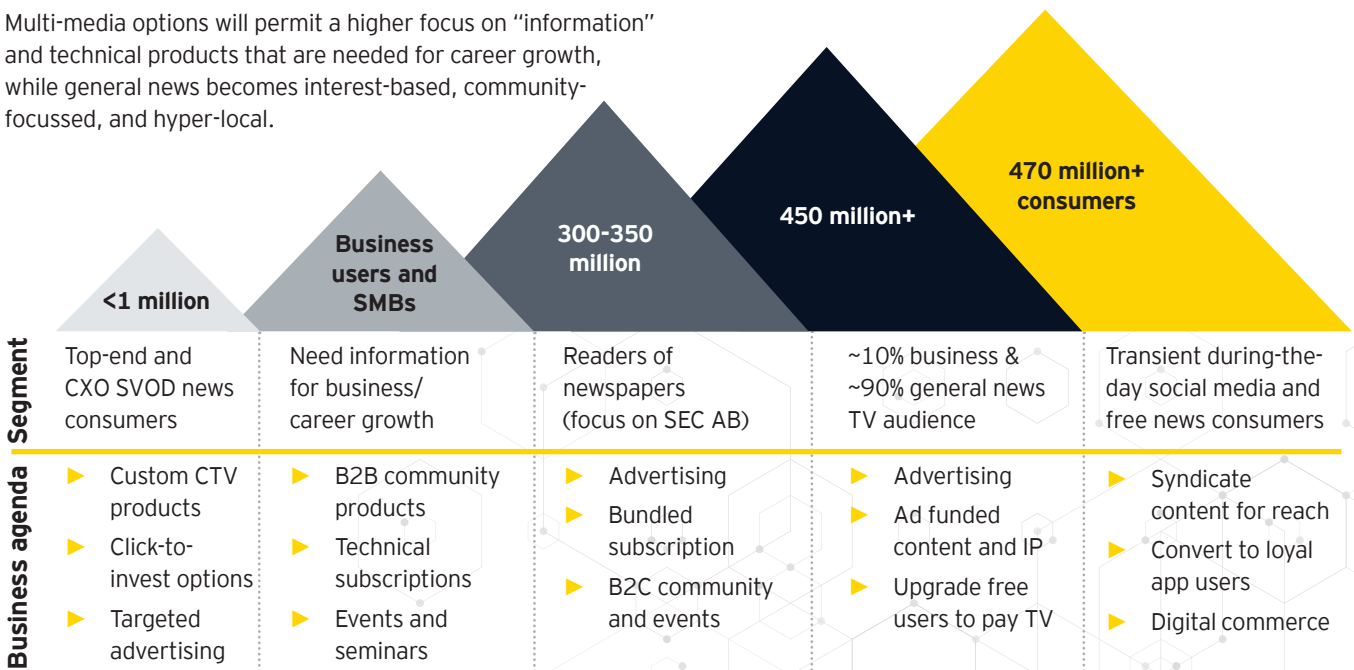 Multi-media options will permit a higher focus on “information”
and technical products that are needed for career growth,
while general news becomes interest-based, community-
focussed, and hyper-local.
<1 million
Business
users and
SMBs
300-350
million
450 million+
470 million+
consumers
Segment
Top-end and
CXO SVOD news
consumers
Need information
for business/
career growth
Readers of
newspapers
(focus on SEC AB)
~10% business &
~90% general news
TV audience
Transient during-the-
day social media and
free news consumers
Business agenda
► Custom CTV
products
► Click-to-
invest options
► Targeted
advertising
► B2B community
products
► Technical
subscriptions
► Events and
seminars
► Advertising
► Bundled
subscription
► B2C community
and events
► Advertising
► Ad funded
content and IP
► Upgrade free
users to pay TV
► Syndicate
content for reach
► Convert to loyal
app users
► Digital commerce